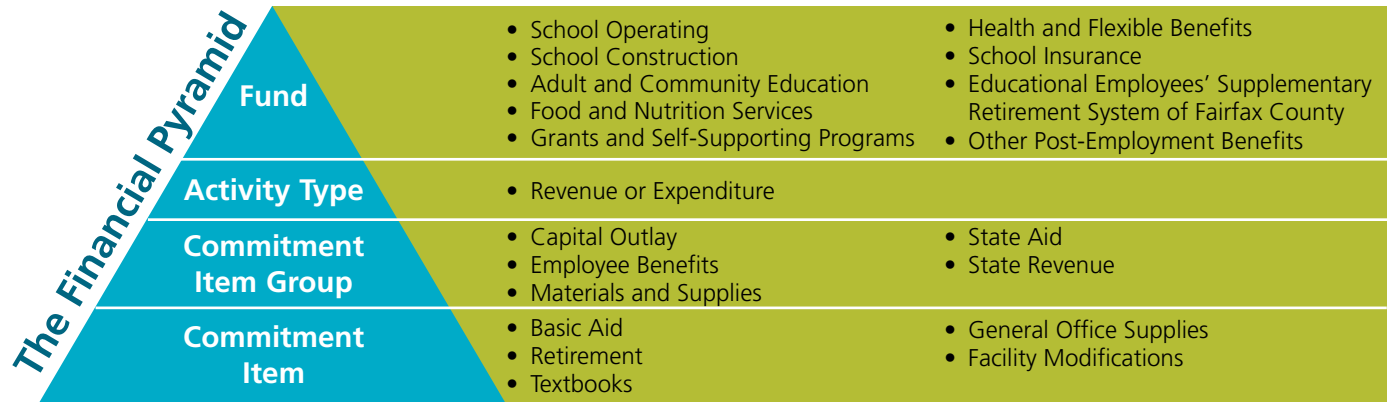 The Financial Pyramid
Fund
• School Operating
• School Construction
• Adult and Community Education
• Food and Nutrition Services
• Grants and Self-Supporting Programs
• Health and Flexible Benefits
• School Insurance
• Educational Employees’ Supplementary
Retirement System of Fairfax County
• Other Post-Employment Benefits
Activity Type
• Revenue or Expenditure
Commitment
Item Group
• Capital Outlay
• Employee Benefits
• Materials and Supplies
• State Aid
• State Revenue
Commitment
Item
• Basic Aid
• Retirement
• Textbooks
• General Office Supplies
• Facility Modifications